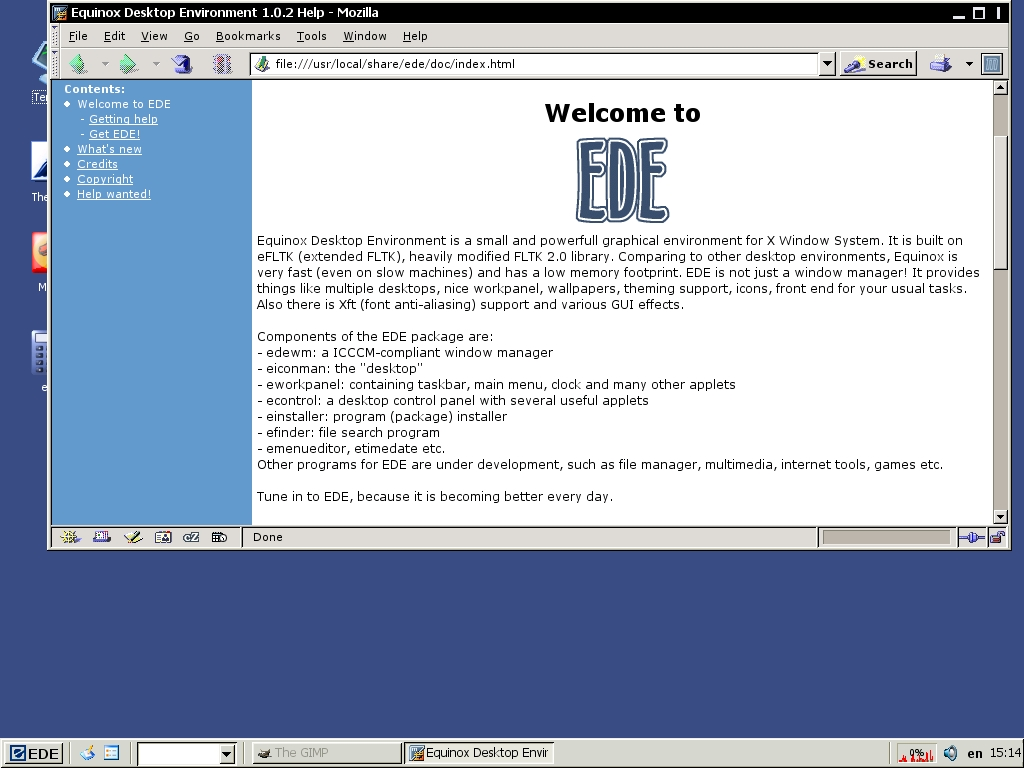 Equinox Desktop Environment 1.0.2 Help - Mozilla
File Edit View Go Bookmarks Tools Window Help
file:///usr/local/share/ede/doc/index.html
Search
Contents:
Welcome to EDE
- Getting help
- Get EDE!
What's new
Credits
Copyright
Help wanted!
Welcome to
EDE
Equinox Desktop Environment is a small and powerfull graphical environment for X Window System. It is built on
eFLTK (extended FLTK), heavily modified FLTK 2.0 library. Comparing to other desktop environments, Equinox is
very fast (even on slow machines) and has a low memory footprint. EDE is not just a window manager! It provides
things like multiple desktops, nice workpanel, wallpapers, theming support, icons, front end for your usual tasks.
Also there is Xft (font anti-aliasing) support and various GUI effects.
Components of the EDE package are:
- edewm: a ICCCM-compliant window manager
- eiconman: the "desktop"
- eworkpanel: containing taskbar, main menu, clock and many other applets
- econtrol: a desktop control panel with several useful applets
- einstaller: program (package) installer
- efinder: file search program
- emenueditor, etimedate etc.
Other programs for EDE are under development, such as file manager, multimedia, internet tools, games etc.
Tune in to EDE, because it is becoming better every day.
Done
EDE
The GIMP
Equinox Desktop Envir
0%
en 15:14